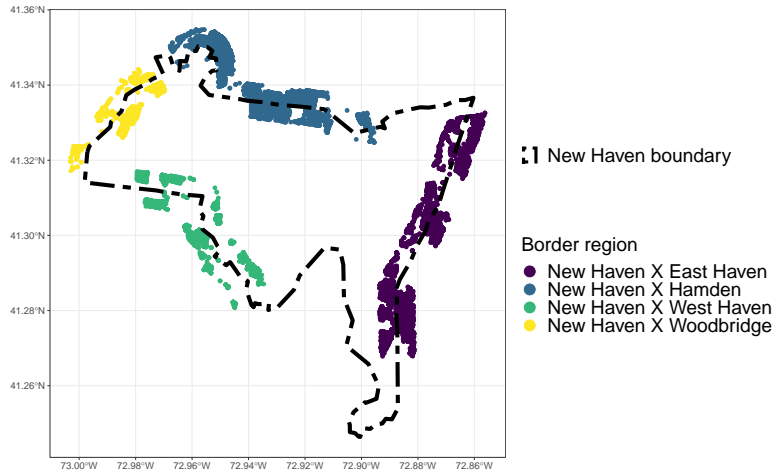 41.36°N
41.34°N
41.32°N
41.30°N
41.28°N
41.26°N
73.00°W 72.98°W 72.96°W 72.94°W 72.92°W 72.90°W 72.88°W 72.86°W
New Haven boundary
Border region
New Haven X East Haven
New Haven X Hamden
New Haven X West Haven
New Haven X Woodbridge